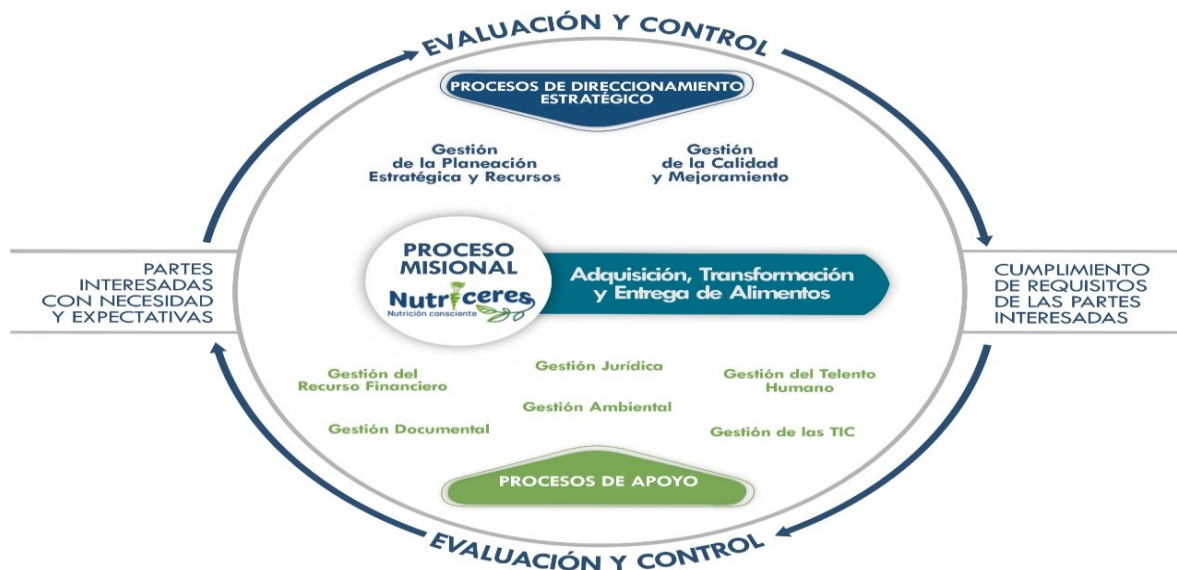 EVALUACIÓN Y CONTROL
PROCESOS DE DIRECCIONAMIENTO
ESTRATÉGICO
Gestión
de la Planeación
Estratégica y Recursos
Gestión
de la Calidad
y Mejoramiento
PARTES
INTERESADAS
CON NECESIDAD
Y EXPECTATIVAS
PROCESO
MISIONAL
Nutriceres
Nutrición consciente
Adquisición, Transformación
y Entrega de Alimentos
CUMPLIMIENTO
DE REQUISITOS
DE LAS PARTES
INTERESADAS
Gestión del
Recurso Financiero
Gestión Jurídica
Gestión del Telento
Humano
Gestión Ambiental
Gestión Documental
Gestión de las TIC
PROCESOS DE APOYO
EVALUACIÓN Y CONTROL